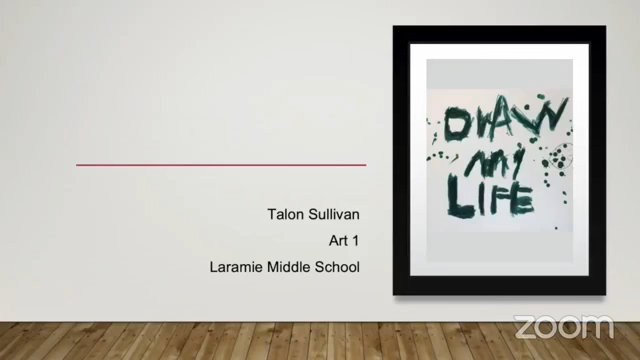 Talon Sullivan
Art 1
Laramie Middle School
DrAW
MY
LIFE
zoom